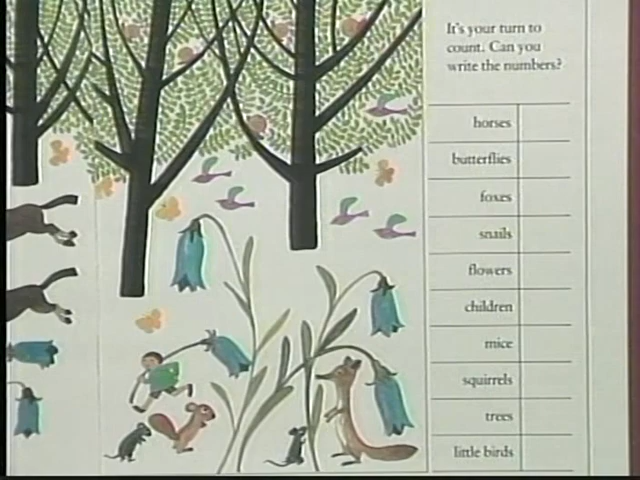 It's your turn to
count. Can you
write the numbers?
horses
butterflies
foxes
snails
flowers
children
mice
squirrels
trees
little birds